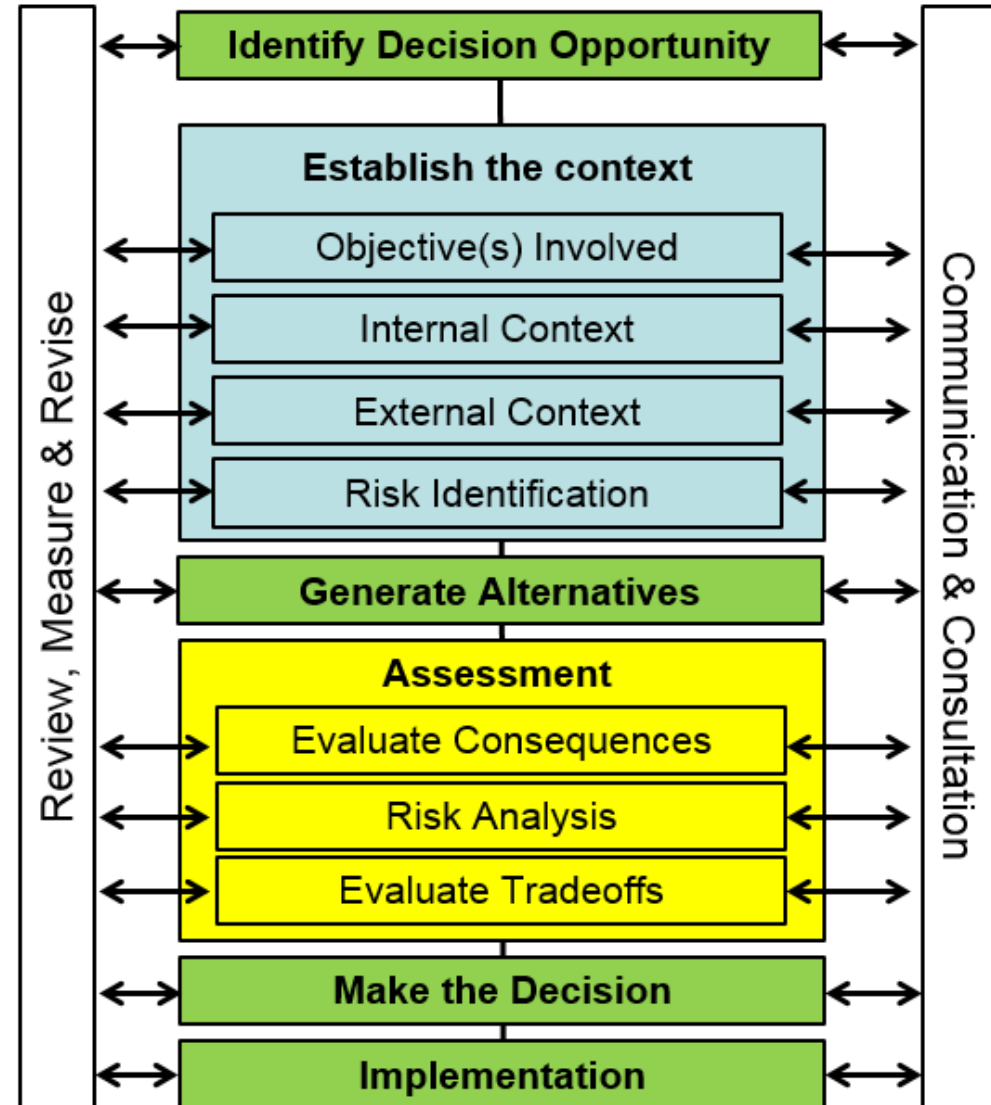 Identify Decision Opportunity
Establish the context
Objective(s) Involved
Internal Context
External Context
Risk Identification
Generate Alternatives
Assessment
Evaluate Consequences
Risk Analysis
Evaluate Tradeoffs
Make the Decision
Implementation
Review, Measure & Revise
Communication & Consultation